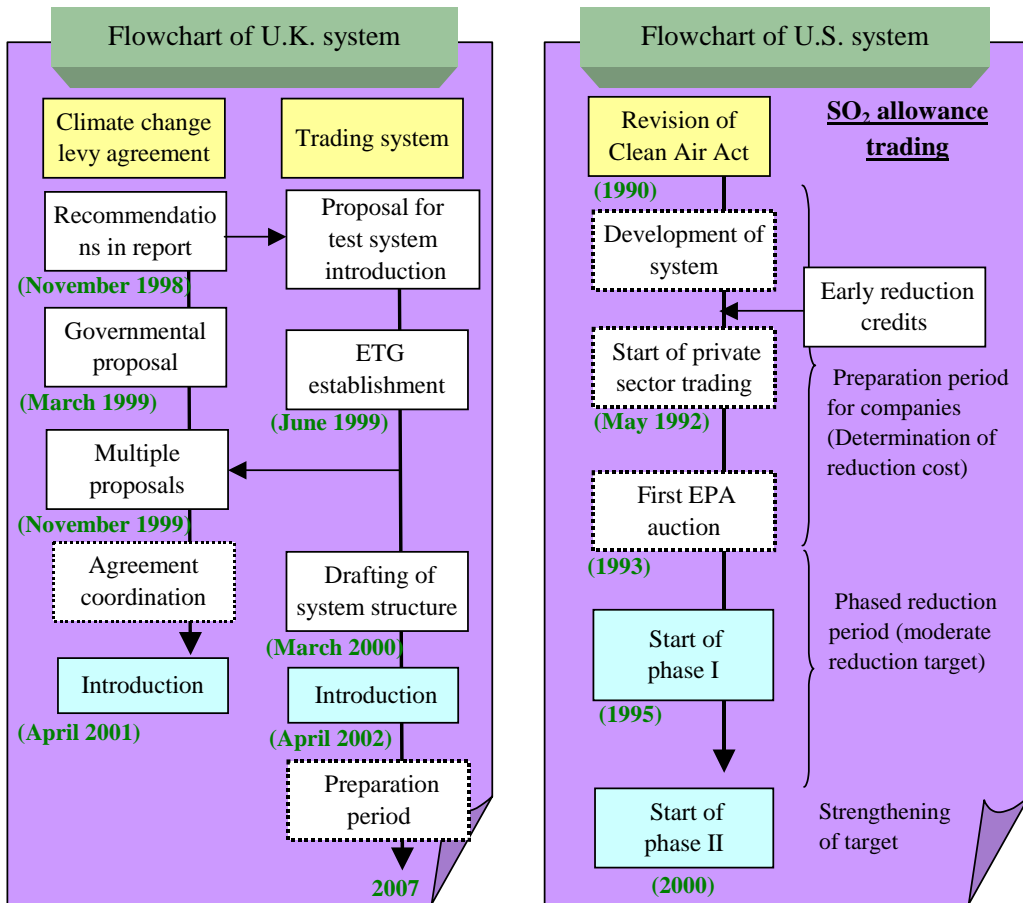 Flowchart of U.K. system
Climate change
levy agreement
Trading system
Recommendatio
ns in report
(November 1998)
Proposal for
test system
introduction
Governmental
proposal
(March 1999)
ETG
establishment
(June 1999)
Multiple
proposals
(November 1999)
Agreement
coordination
Drafting of
system structure
(March 2000)
Introduction
(April 2001)
Introduction
(April 2002)
Preparation
period
2007
Flowchart of U.S. system
Revision of
Clean Air Act
(1990)
SO₂ allowance
trading
Development of
system
Early reduction
credits
Start of private
sector trading
(May 1992)
Preparation period
for companies
(Determination of
reduction cost)
First EPA
auction
(1993)
Phased reduction
period (moderate
reduction target)
Start of
phase I
(1995)
Start of
phase II
(2000)
Strengthening
of target